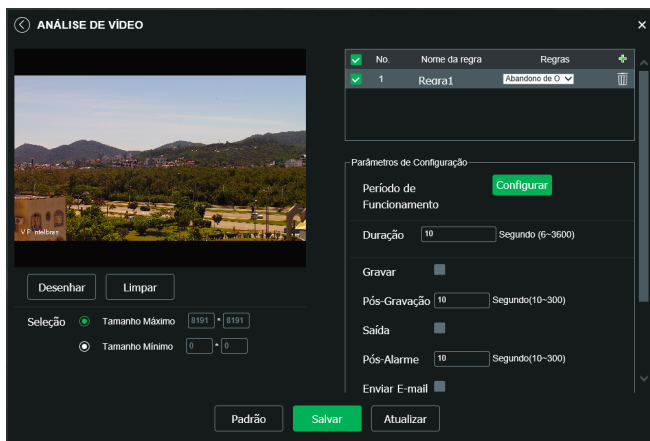 ANÁLISE DE VÍDEO
No. Nome da regra Regras
1 Regra1 Abandono de O
VIP Intelbras
Desenhar Limpar
Seleção Tamanho Máximo 8191 * 8191
Tamanho Mínimo 0 * 0
Parâmetros de Configuração
Período de Funcionamento Configurar
Duração 10 Segundo (6~3600)
Gravar
Pós-Gravação 10 Segundo(10~300)
Saída
Pós-Alarme 10 Segundo(10~300)
Enviar E-mail
Padrão Salvar Atualizar